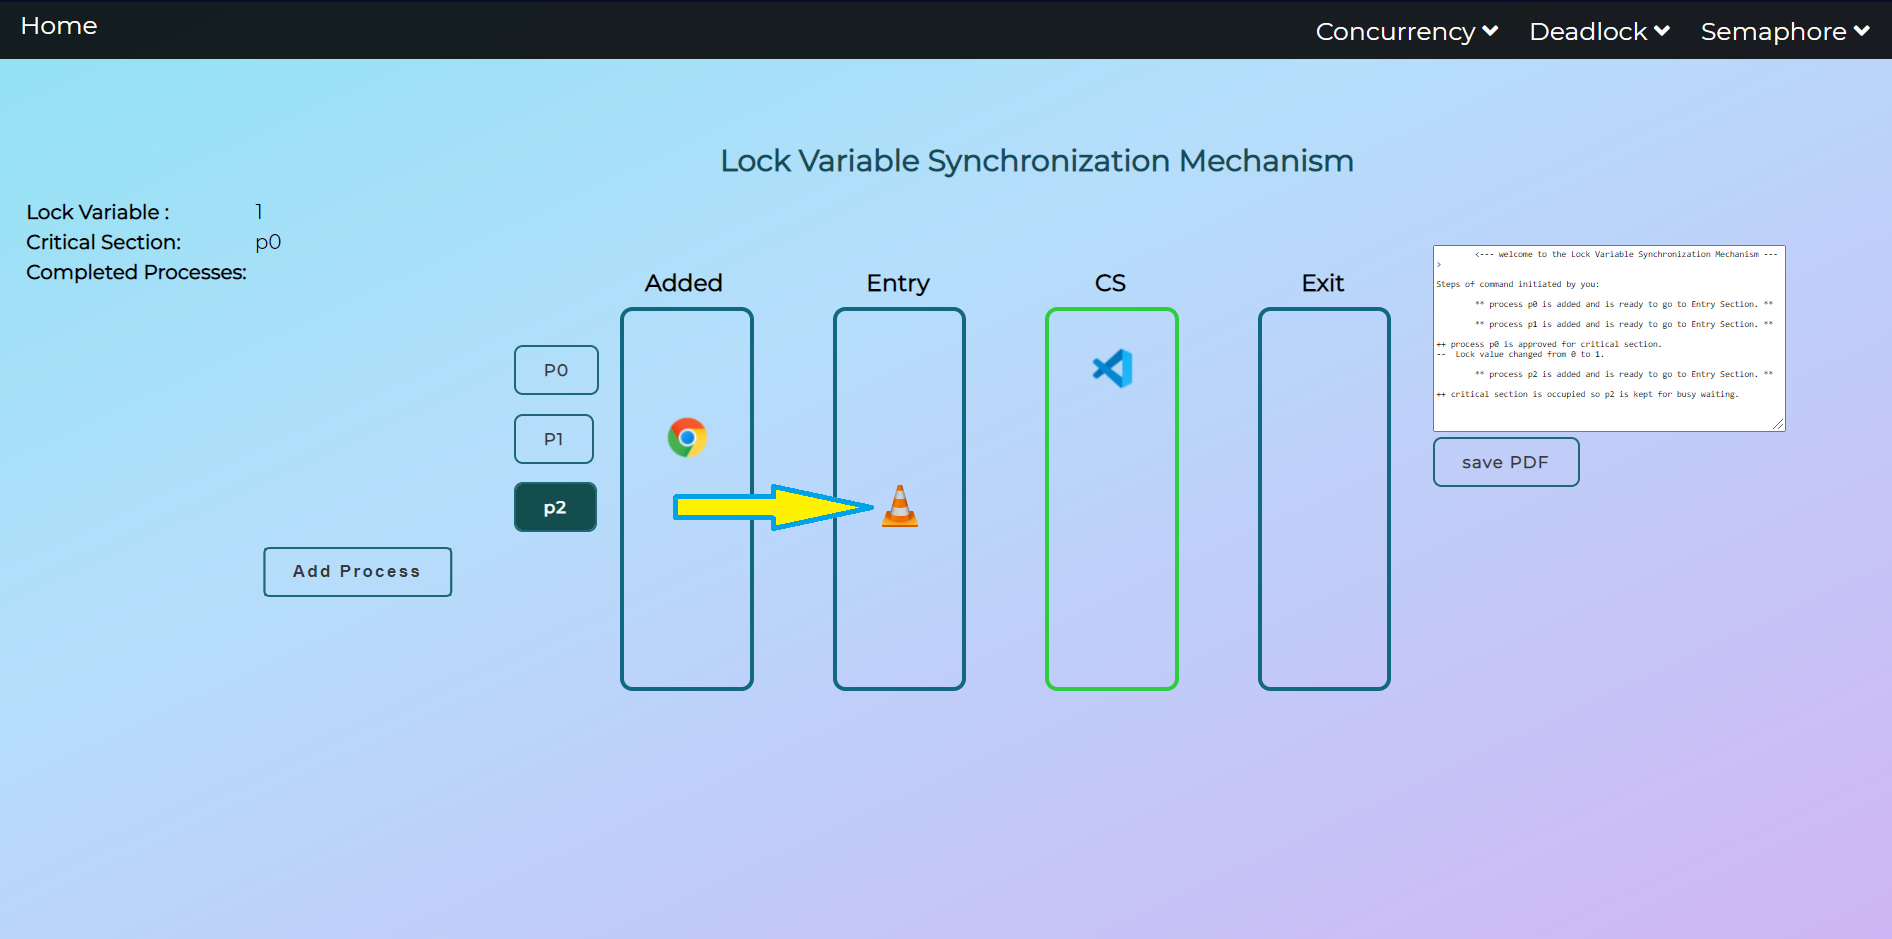 Home
Concurrency
Deadlock
Semaphore
Lock Variable Synchronization Mechanism
Lock Variable : 1
Critical Section: p0
Completed Processes:
Added
Entry
CS
Exit
P0
P1
p2
Add Process
<--- welcome to the Lock Variable Synchronization Mechanism ---
>
Steps of command initiated by you:
** process p0 is added and is ready to go to Entry Section. **
** process p1 is added and is ready to go to Entry Section. **
++ process p0 is approved for critical section.
-- Lock value changed from 0 to 1.
** process p2 is added and is ready to go to Entry Section. **
++ critical section is occupied so p2 is kept for busy waiting.
save PDF